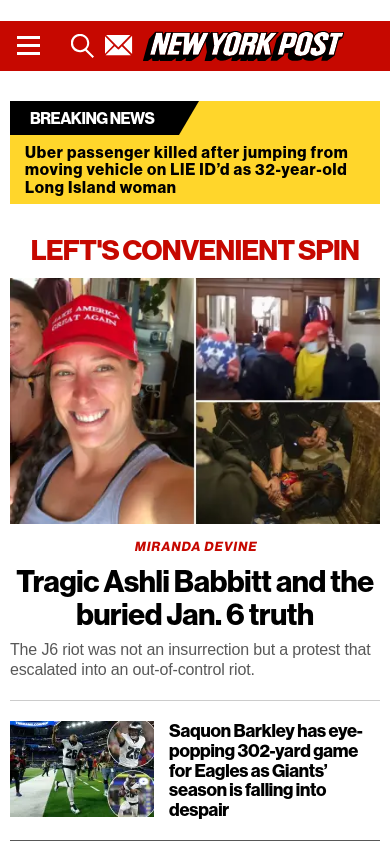 NEW YORK POST
BREAKING NEWS
Uber passenger killed after jumping from
moving vehicle on LIE ID’d as 32-year-old
Long Island woman
LEFT'S CONVENIENT SPIN
MAKE AMERICA
GREAT AGAIN
MIRANDA DEVINE
Tragic Ashli Babbitt and the
buried Jan. 6 truth
The J6 riot was not an insurrection but a protest that
escalated into an out-of-control riot.
26
26
Saquon Barkley has eye-
popping 302-yard game
for Eagles as Giants’
season is falling into
despair